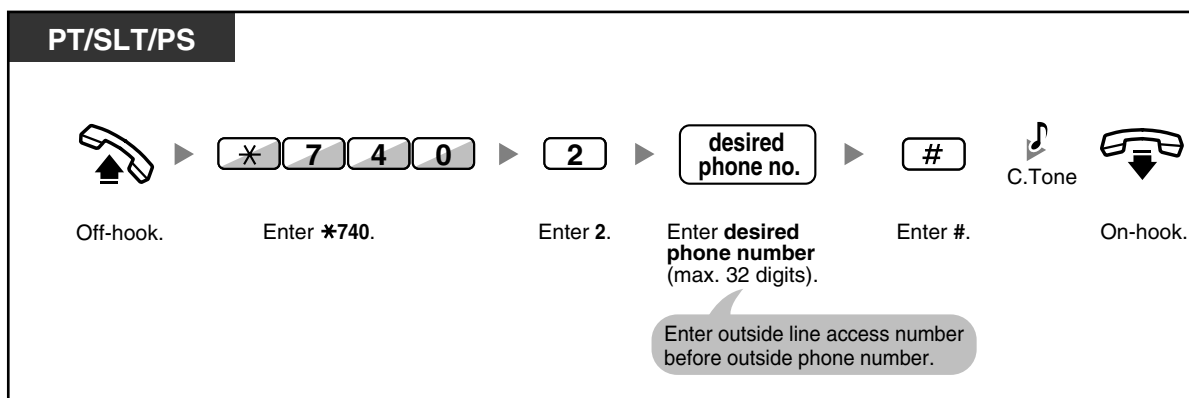 PT/SLT/PS
* 7 4 0
2
desired
phone no.
#
C.Tone
Off-hook.
Enter *740.
Enter 2.
Enter desired
phone number
(max. 32 digits).
Enter #.
On-hook.
Enter outside line access number
before outside phone number.